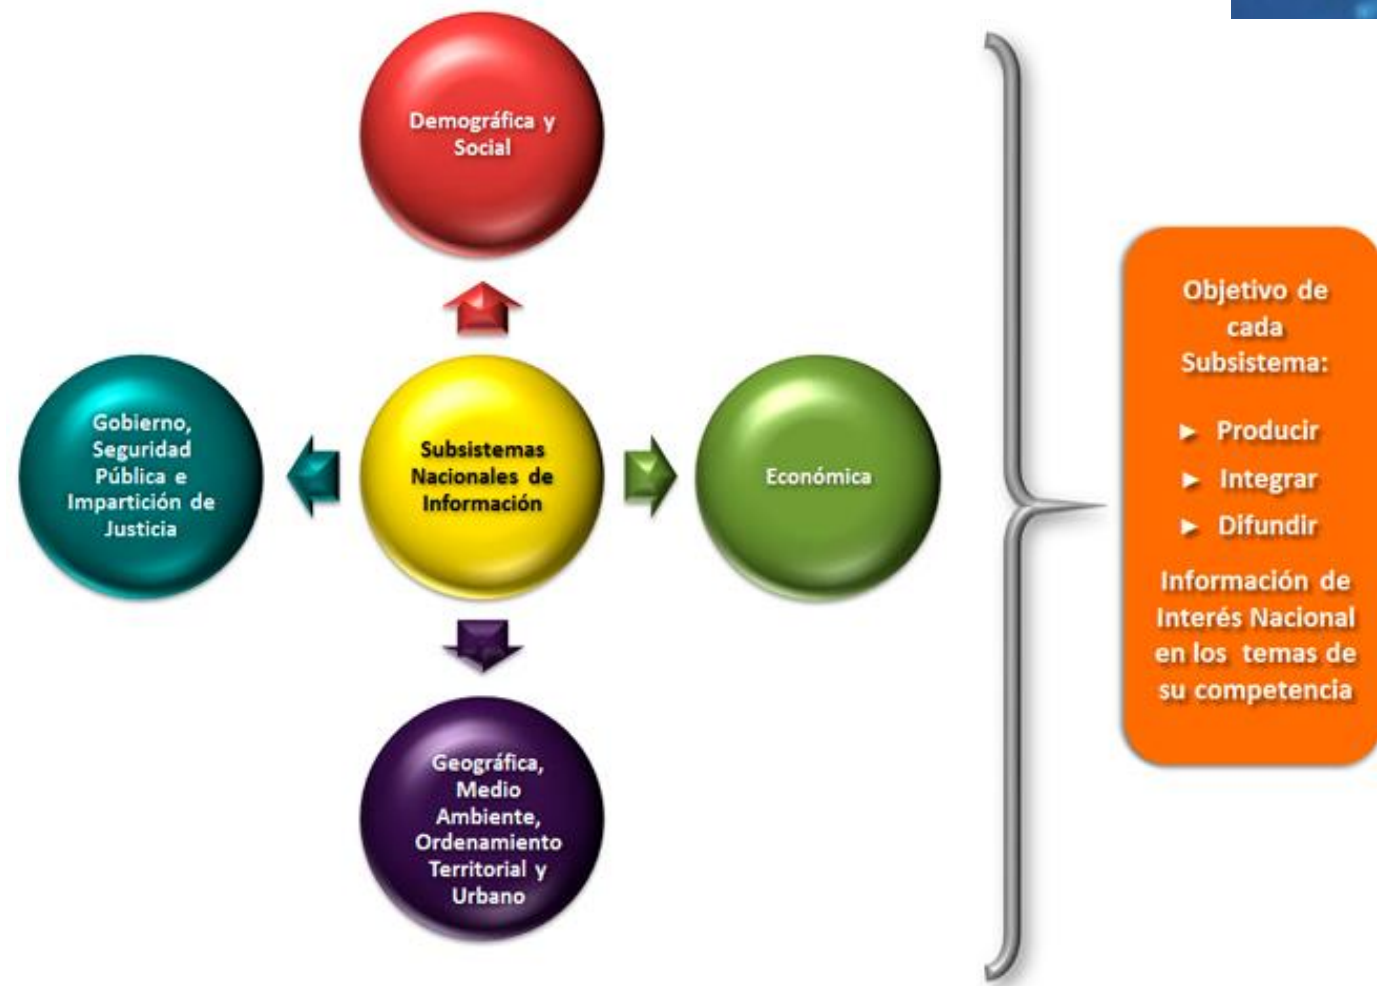 Demográfica y
Social
Gobierno,
Seguridad
Pública e
Impartición de
Justicia
Subsistemas
Nacionales de
Información
Económica
Geográfica,
Medio
Ambiente,
Ordenamiento
Territorial y
Urbano
Objetivo de
cada
Subsistema:
► Producir
► Integrar
► Difundir
Información de
Interés Nacional
en los temas de
su competencia